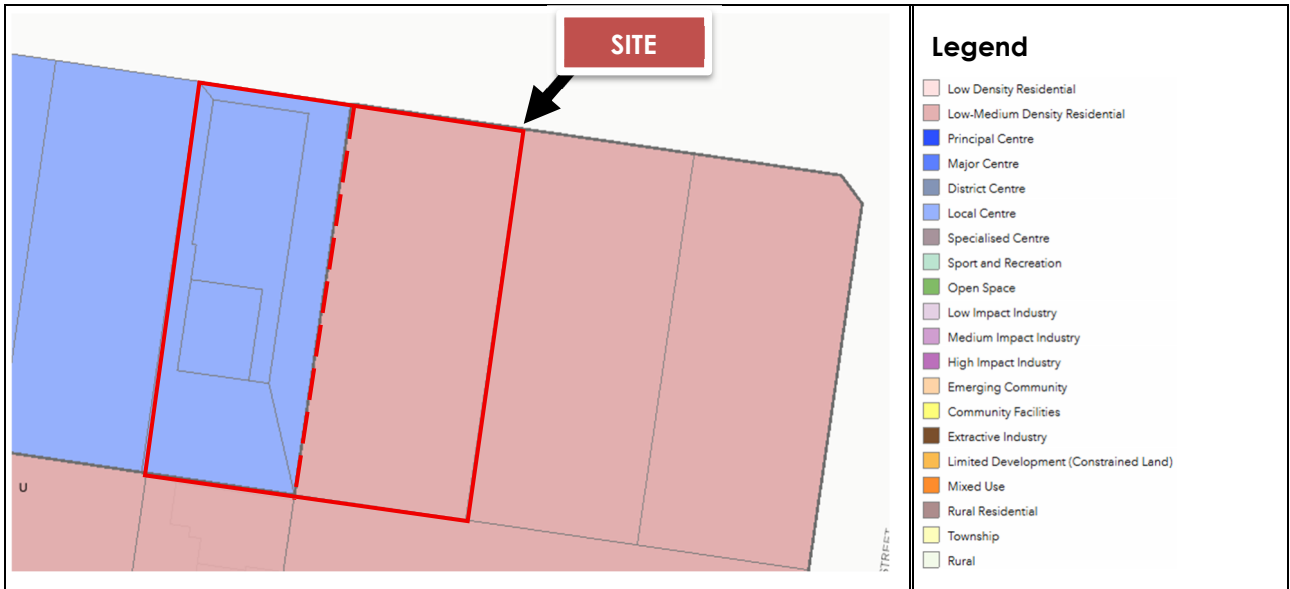 SITE
U
STREET
Legend
Low Density Residential
Low-Medium Density Residential
Principal Centre
Major Centre
District Centre
Local Centre
Specialised Centre
Sport and Recreation
Open Space
Low Impact Industry
Medium Impact Industry
High Impact Industry
Emerging Community
Community Facilities
Extractive Industry
Limited Development (Constrained Land)
Mixed Use
Rural Residential
Township
Rural